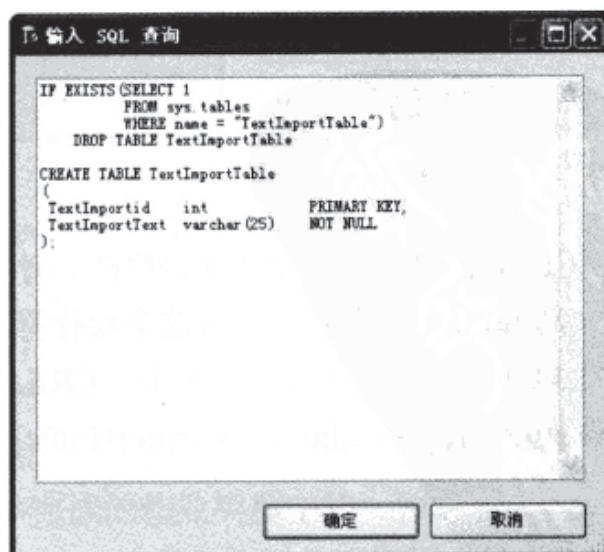 输入 SQL 查询
IF EXISTS(SELECT 1
FROM sys.tables
WHERE name = "TextImportTable")
DROP TABLE TextImportTable
CREATE TABLE TextImportTable
(
TextImportid int PRIMARY KEY,
TextImportText varchar(25) NOT NULL
);
确定 取消